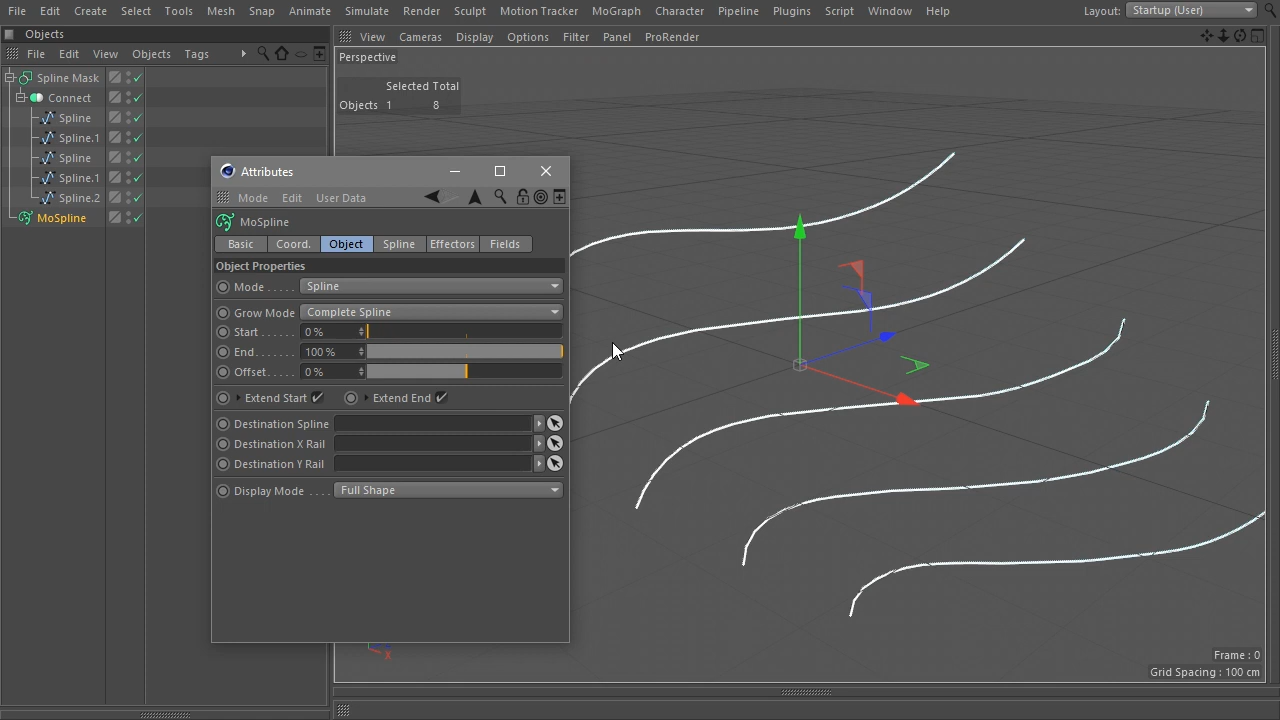 File Edit Create Select Tools Mesh Snap Animate Simulate Render Sculpt Motion Tracker MoGraph Character Pipeline Plugins Script Window Help Layout: Startup (User)
Objects
File Edit View Objects Tags
View Cameras Display Options Filter Panel ProRender
Perspective
Selected Total
Objects 1 8
Spline Mask
Connect
Spline
Spline.1
Spline
Spline.1
Spline.2
MoSpline
Attributes
Mode Edit User Data
MoSpline
Basic Coord. Object Spline Effectors Fields
Object Properties
Mode . . . . . Spline
Grow Mode Complete Spline
Start . . . . . . 0 %
End . . . . . . 100 %
Offset . . . . . 0 %
Extend Start Extend End
Destination Spline
Destination X Rail
Destination Y Rail
Display Mode . . . . Full Shape
X
Frame : 0
Grid Spacing : 100 cm